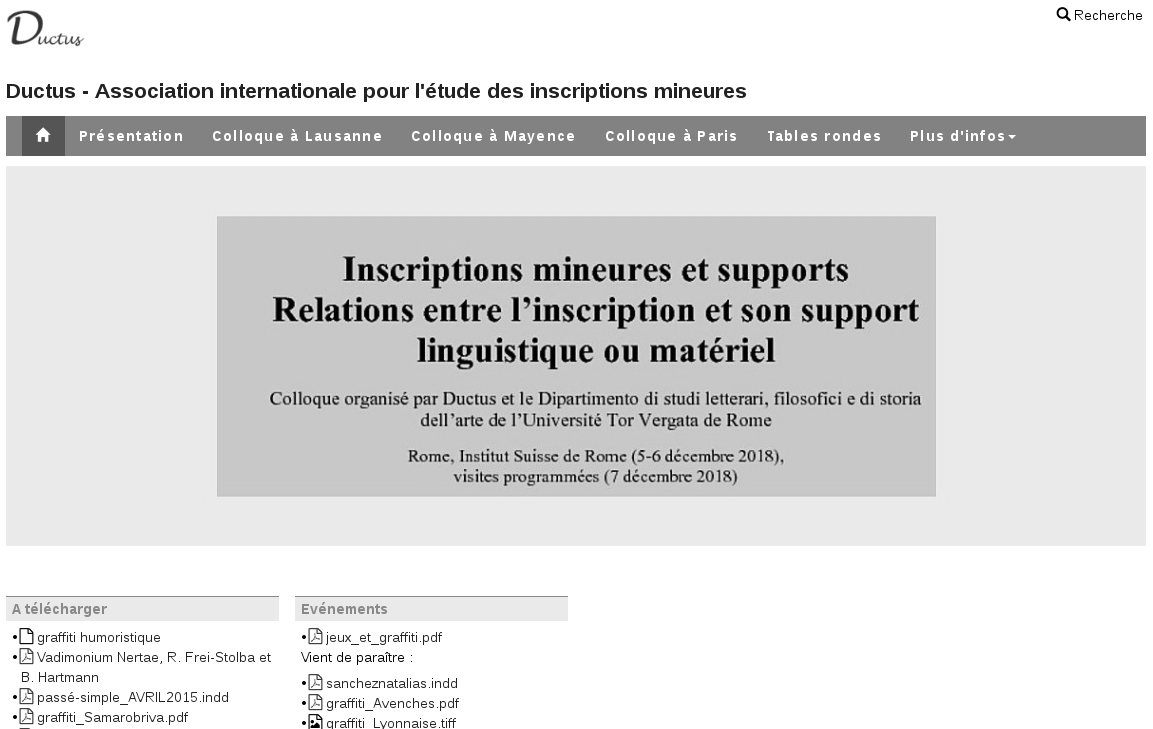 Ductus
Recherche
Ductus - Association internationale pour l'étude des inscriptions mineures
Présentation Colloque à Lausanne Colloque à Mayence Colloque à Paris Tables rondes Plus d'infos
Inscriptions mineures et supports
Relations entre l’inscription et son support
linguistique ou matériel
Colloque organisé par Ductus et le Dipartimento di studi letterari, filosofici e di storia
dell’arte de l’Université Tor Vergata de Rome
Rome, Institut Suisse de Rome (5-6 décembre 2018),
visites programmées (7 décembre 2018)
A télécharger
•graffiti humoristique
•Vadimonium Nertae, R. Frei-Stolba et
B. Hartmann
•passé-simple_AVRIL2015.indd
•graffiti_Samarobriva.pdf
Evénements
•jeux_et_graffiti.pdf
Vient de paraître :
•sancheznatalias.indd
•graffiti_Avenches.pdf
•graffiti_Lyonnaise.tiff